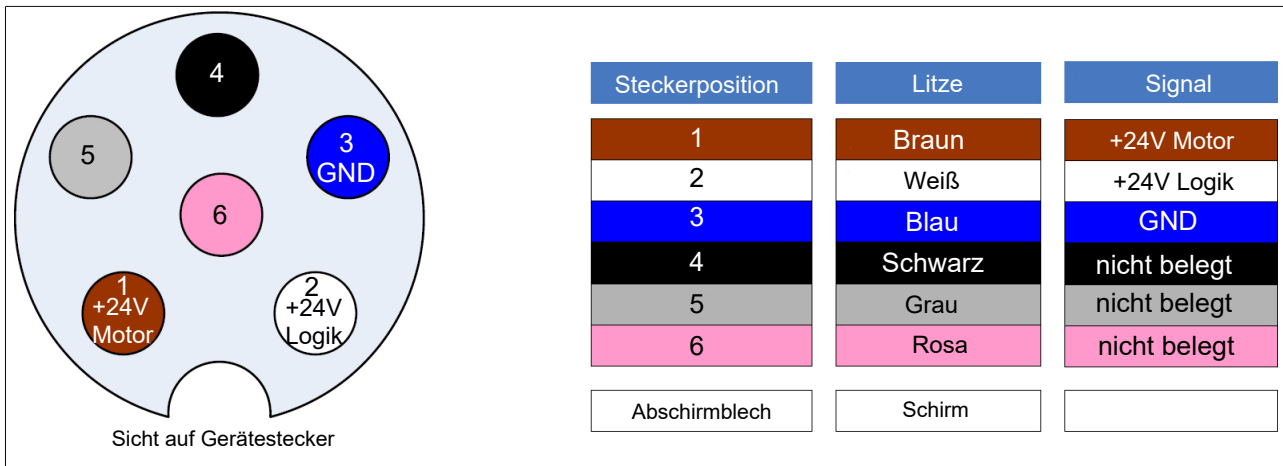 4
5
3
GND
6
1
+24V
Motor
2
+24V
Logik
Sicht auf Gerätestecker
Steckerposition Litze Signal
1 Braun +24V Motor
2 Weiß +24V Logik
3 Blau GND
4 Schwarz nicht belegt
5 Grau nicht belegt
6 Rosa nicht belegt
Abschirmblech Schirm